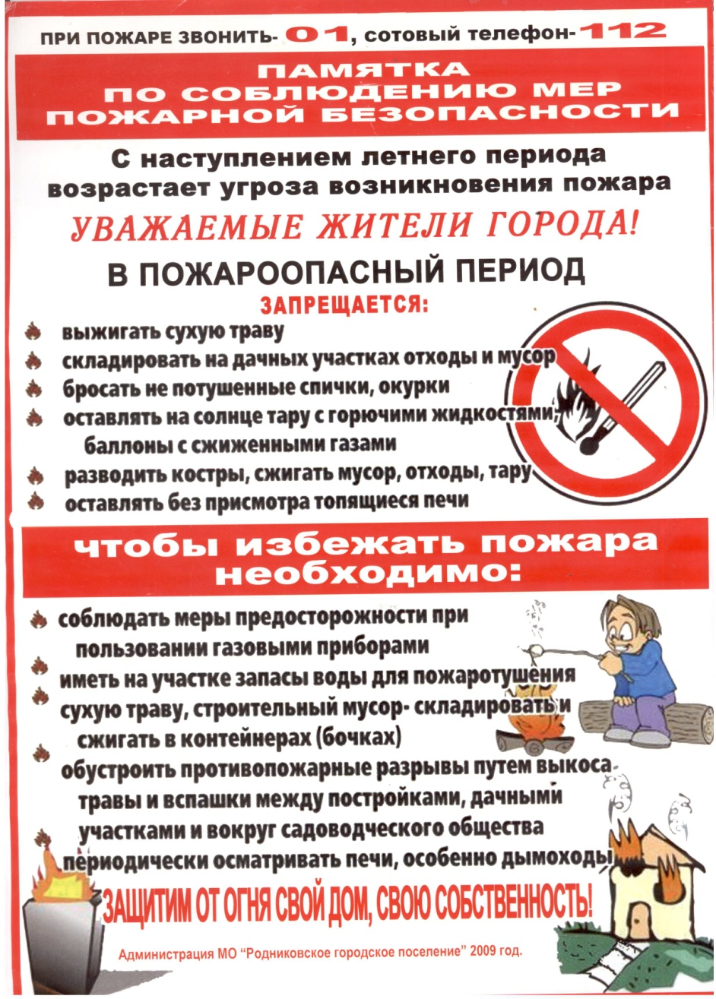 ПРИ ПОЖАРЕ ЗВОНИТЬ- 01, СОТОВЫЙ ТЕЛЕФОН-112
ПАМЯТКА
ПО СОБЛЮДЕНИЮ МЕР
ПОЖАРНОЙ БЕЗОПАСНОСТИ
С наступлением летнего периода
возрастает угроза возникновения пожара
УВАЖАЕМЫЕ ЖИТЕЛИ ГОРОДА!
В ПОЖАРООПАСНЫЙ ПЕРИОД
ЗАПРЕЩАЕТСЯ:
выжигать сухую траву
складировать на дачных участках отходы и мусор
бросать не потушенные спички, окурки
оставлять на солнце тару с горючими жидкостями,
баллоны с сжиженными газами
разводить костры, сжигать мусор, отходы, тару
оставлять без присмотра топящиеся печи
чтобы избежать пожара
необходимо:
соблюдать меры предосторожности при
пользовании газовыми приборами
иметь на участке запасы воды для пожаротушения
сухую траву, строительный мусор- складировать и
сжигать в контейнерах (бочках)
обустроить противопожарные разрывы путем выкоса
травы и вспашки между постройками, дачными
участками и вокруг садоводческого общества
периодически осматривать печи, особенно дымоходы
ЗАЩИТИМ ОТ ОГНЯ СВОЙ ДОМ, СВОЮ СОБСТВЕННОСТЬ!
Администрация МО “Родниковское городское поселение” 2009 год.